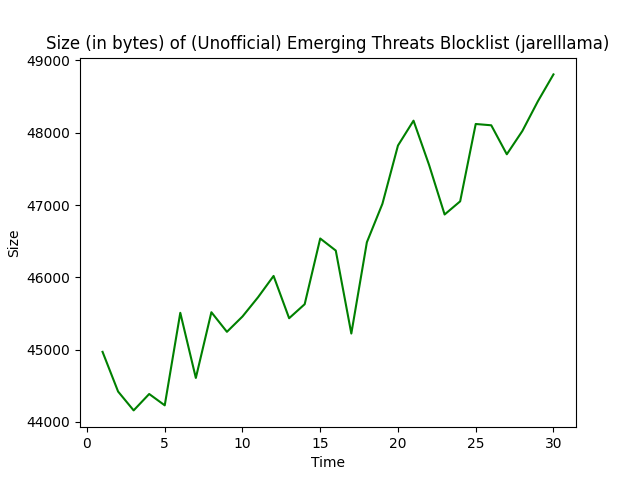 Size (in bytes) of (Unofficial) Emerging Threats Blocklist (jarelllama)
49000
48000
47000
46000
45000
44000
Size
0 5 10 15 20 25 30
Time